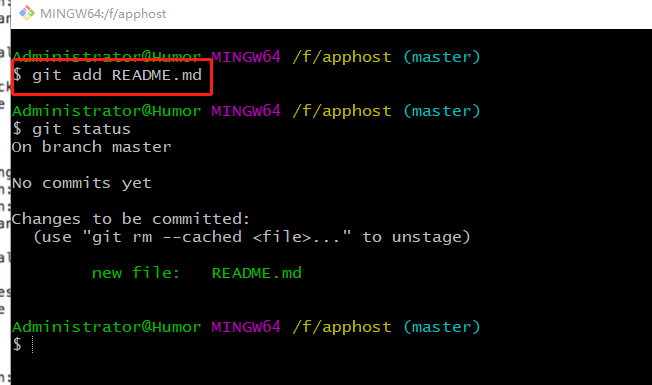 MINGW64:/f/apphost
Administrator@Humor MINGW64 /f/apphost (master)
$ git add README.md
Administrator@Humor MINGW64 /f/apphost (master)
$ git status
On branch master
No commits yet
Changes to be committed:
(use "git rm --cached <file>..." to unstage)
new file: README.md
Administrator@Humor MINGW64 /f/apphost (master)
$